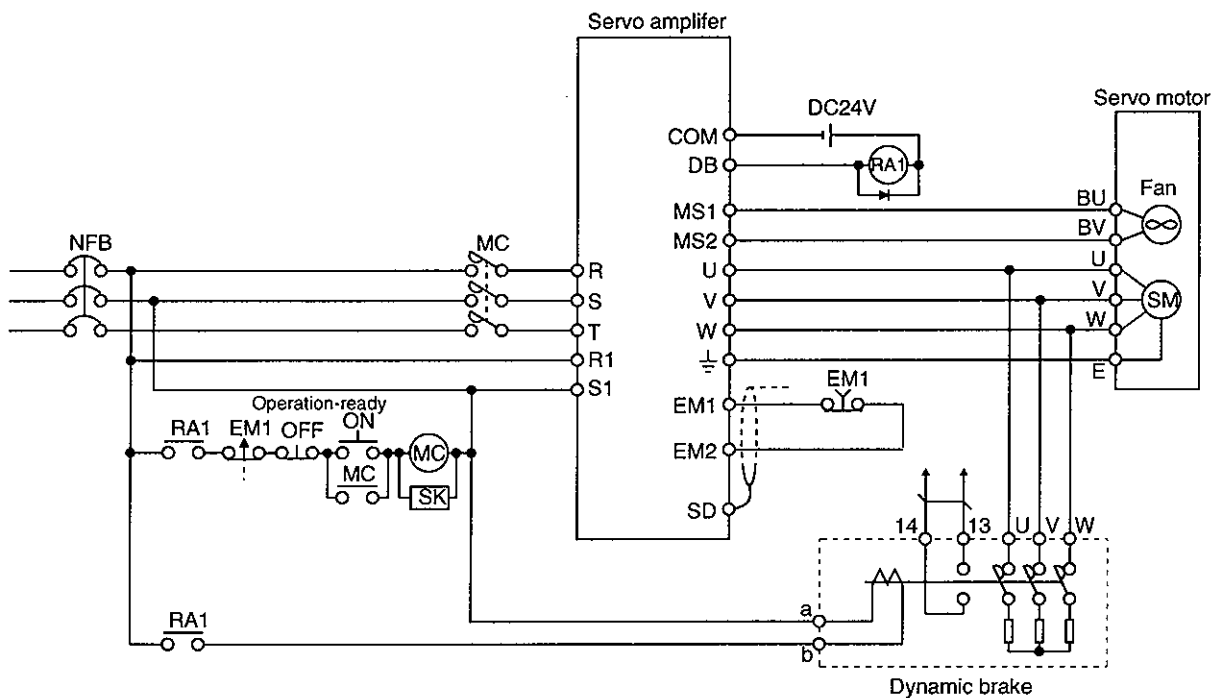 Servo amplifer
DC24V
Servo motor
COM
DB
RA1
Fan
BU
MS1
BV
MS2
NFB
MC
R
U
U
S
V
V
SM
T
W
W
R1
E
S1
EM1
Operation-ready
EM1
RA1
EM1
OFF
ON
MC
MC
EM2
SK
SD
14
13
U
V
W
a
RA1
b
Dynamic brake